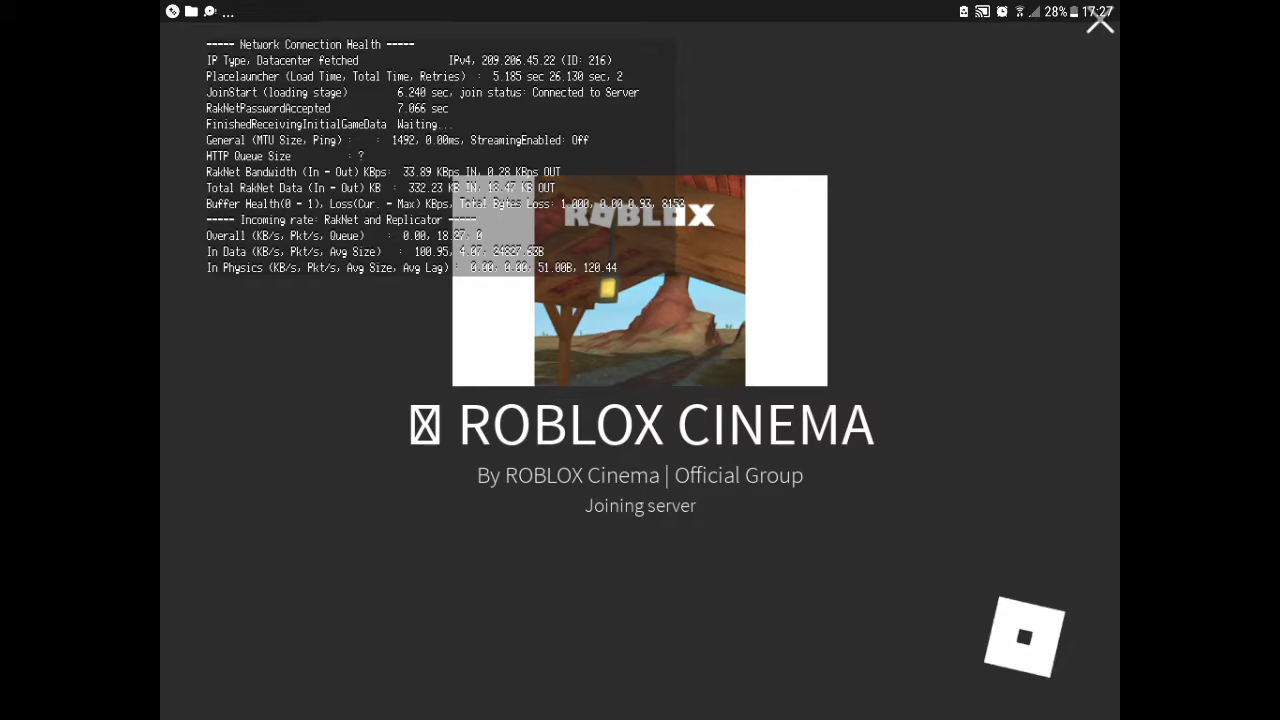 ... 28% 17:27
----- Network Connection Health -----
IP Type, Datacenter fetched IPv4, 209.206.45.22 (ID: 216)
Placelauncher (Load Time, Total Time, Retries) : 5.185 sec 26.130 sec, 2
JoinStart (loading stage) 6.240 sec, join status: Connected to Server
RakNetPasswordAccepted 7.066 sec
FinishedReceivingInitialGameData Waiting...
General (MTU Size, Ping) : : 1492, 0.00ms, StreamingEnabled: Off
HTTP Queue Size : ?
RakNet Bandwidth (In - Out) KBps: 33.89 KBps IN, 0.28 KBps OUT
Total RakNet Data (In - Out) KB : 332.23 KB IN, 13.47 KB OUT
Buffer Health(0 - 1), Loss(Cur. - Max) KBps, Total Bytes Loss: 1.000, 0.00 0.93, 8153
----- Incoming rate: RakNet and Replicator -----
Overall (KB/s, Pkt/s, Queue) : 0.00, 18.27, 0
In Data (KB/s, Pkt/s, Avg Size) : 100.95, 4.07, 24827.63B
In Physics (KB/s, Pkt/s, Avg Size, Avg Lag) : 0.00, 0.00, 51.00B, 120.44
ROBLOX
ROBLOX CINEMA
By ROBLOX Cinema | Official Group
Joining server